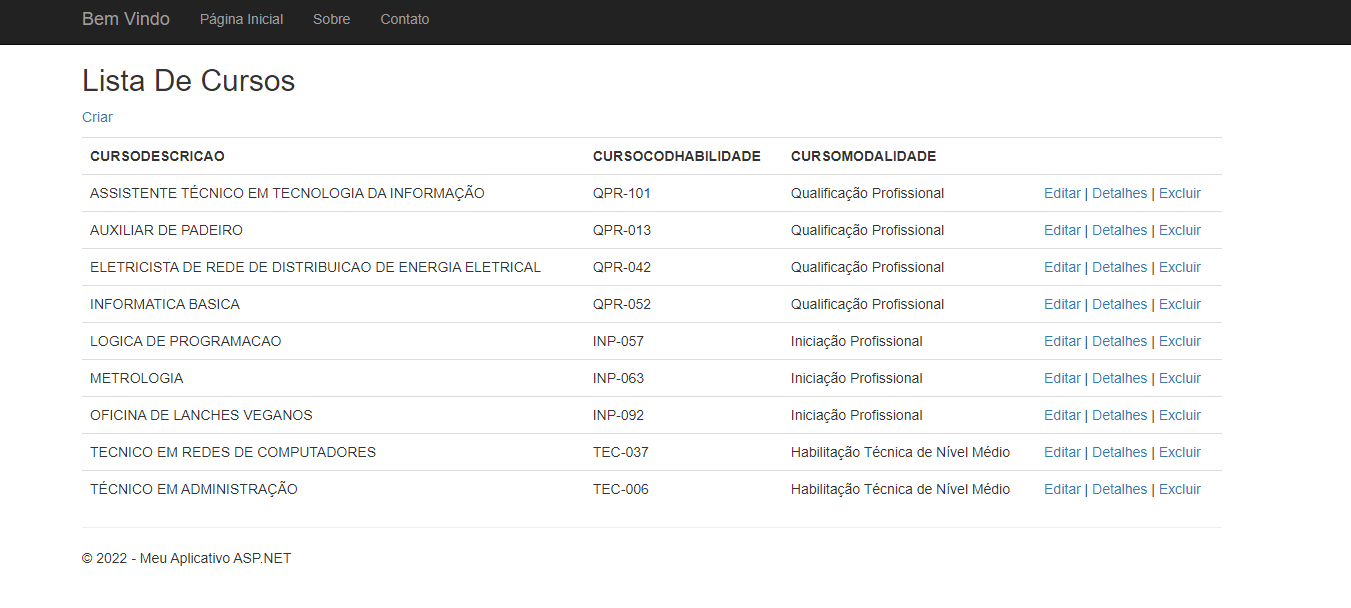 Bem Vindo Página Inicial Sobre Contato
Lista De Cursos
Criar
CURSODESCRICAO CURSOCODHABILIDADE CURSOMODALIDADE
ASSISTENTE TÉCNICO EM TECNOLOGIA DA INFORMAÇÃO QPR-101 Qualificação Profissional Editar | Detalhes | Excluir
AUXILIAR DE PADEIRO QPR-013 Qualificação Profissional Editar | Detalhes | Excluir
ELETRICISTA DE REDE DE DISTRIBUICAO DE ENERGIA ELETRICAL QPR-042 Qualificação Profissional Editar | Detalhes | Excluir
INFORMATICA BASICA QPR-052 Qualificação Profissional Editar | Detalhes | Excluir
LOGICA DE PROGRAMACAO INP-057 Iniciação Profissional Editar | Detalhes | Excluir
METROLOGIA INP-063 Iniciação Profissional Editar | Detalhes | Excluir
OFICINA DE LANCHES VEGANOS INP-092 Iniciação Profissional Editar | Detalhes | Excluir
TECNICO EM REDES DE COMPUTADORES TEC-037 Habilitação Técnica de Nível Médio Editar | Detalhes | Excluir
TÉCNICO EM ADMINISTRAÇÃO TEC-006 Habilitação Técnica de Nível Médio Editar | Detalhes | Excluir
© 2022 - Meu Aplicativo ASP.NET